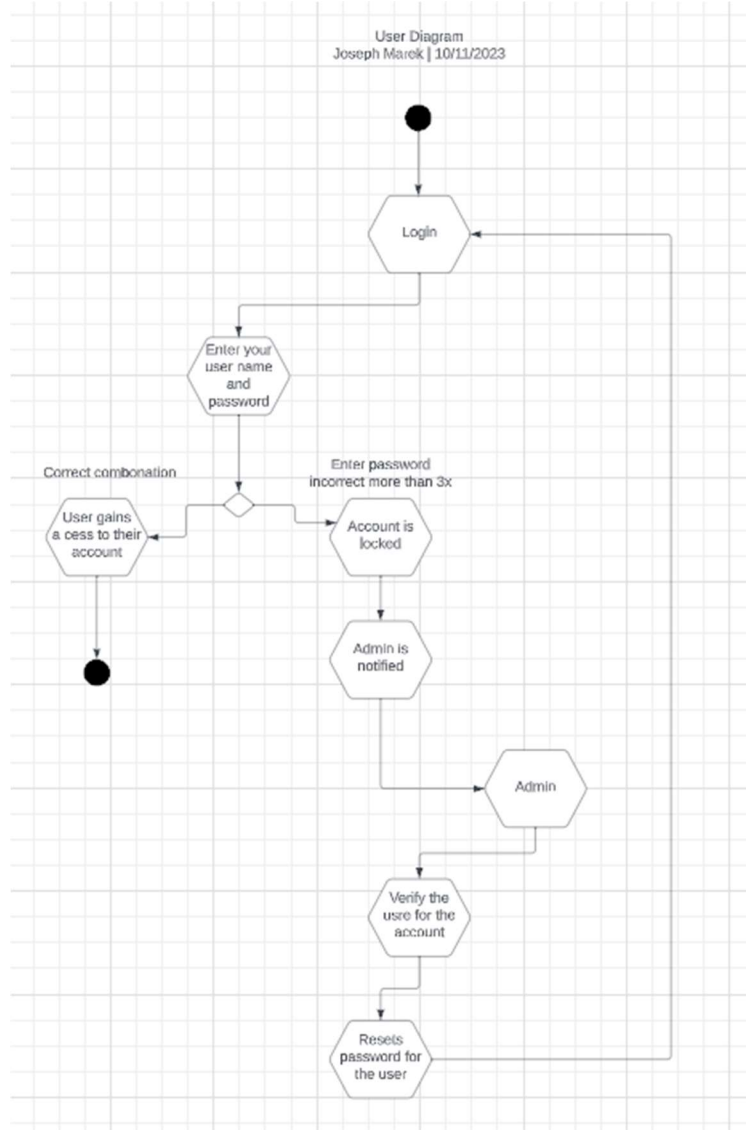 User Diagram
Joseph Marek | 10/11/2023
Login
Enter your
user name
and
password
Correct combonation
Enter password
incorrect more than 3x
User gains
a cess to their
account
Account is
locked
Admin is
notified
Admin
Verify the
usre for the
account
Resets
password for
the user